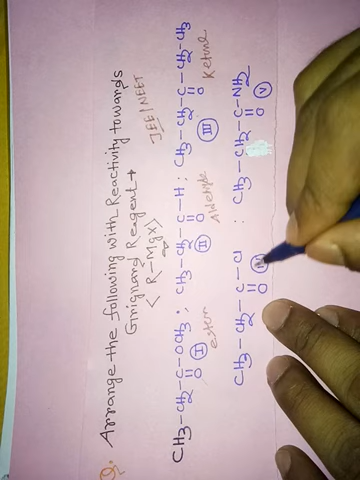 Q. Arrange the following with Reactivity towards
Grignard Reagent →
< R-MgX >
JEE/NEET
CH3-CH2-C-OCH3 ; CH3-CH2-C-H ; CH3-CH2-C-CH2-CH3
O O O
I II III
ester Aldehyde Ketone
CH3-CH2-C-Cl : CH3-CH2-C-NH2
O O
IV V